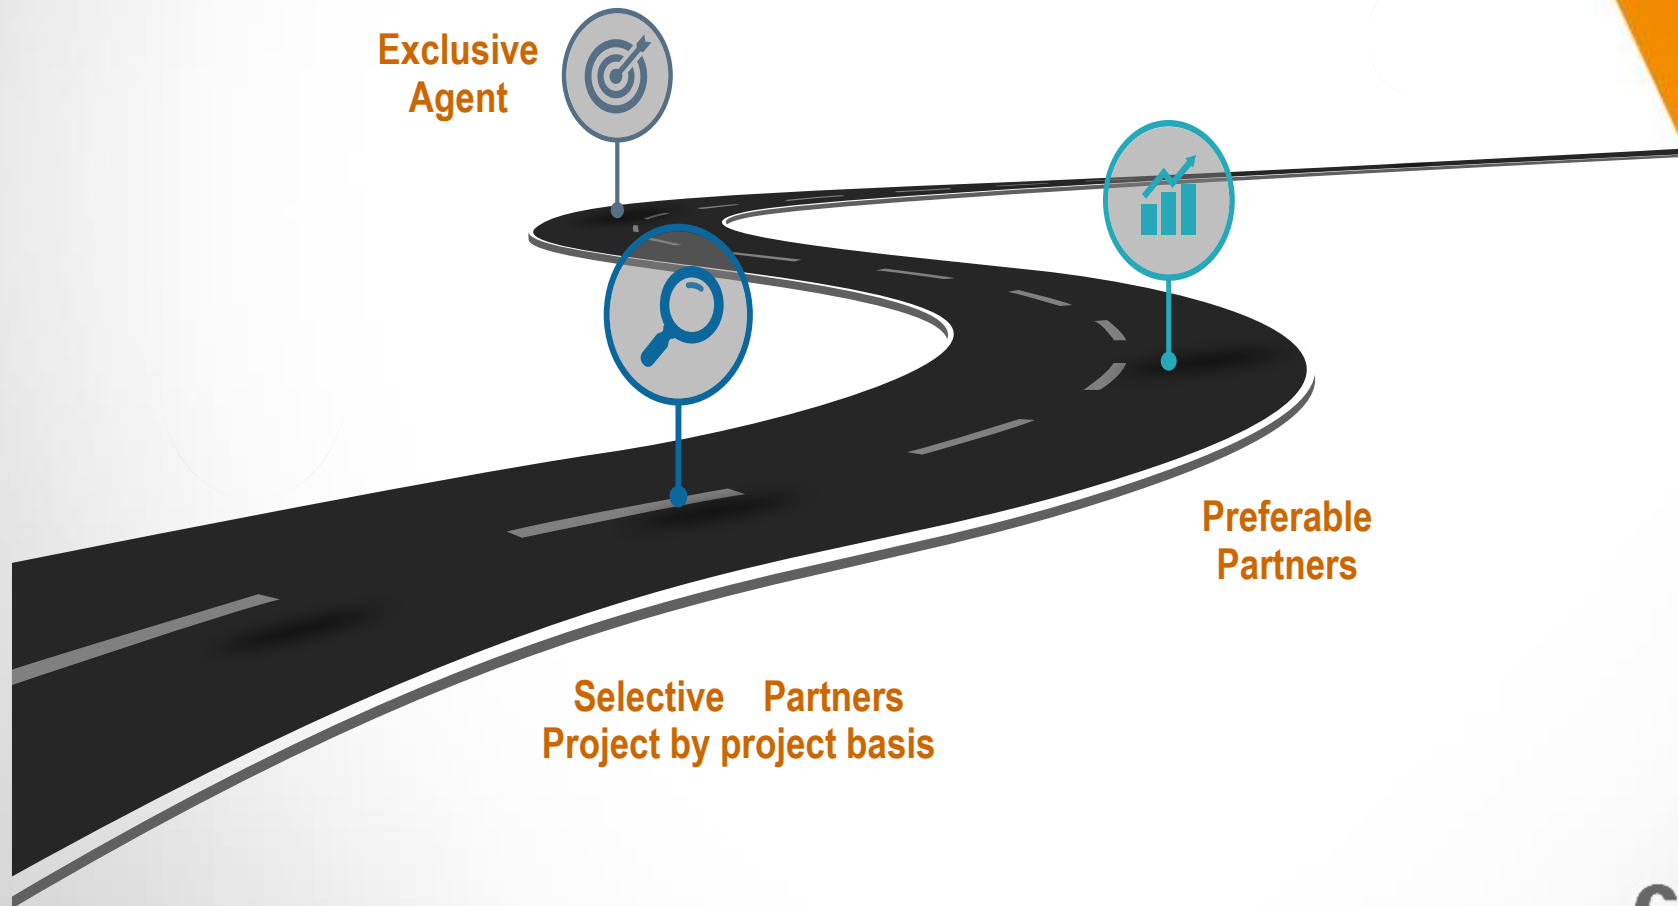 Exclusive
Agent
Preferable
Partners
Selective Partners
Project by project basis